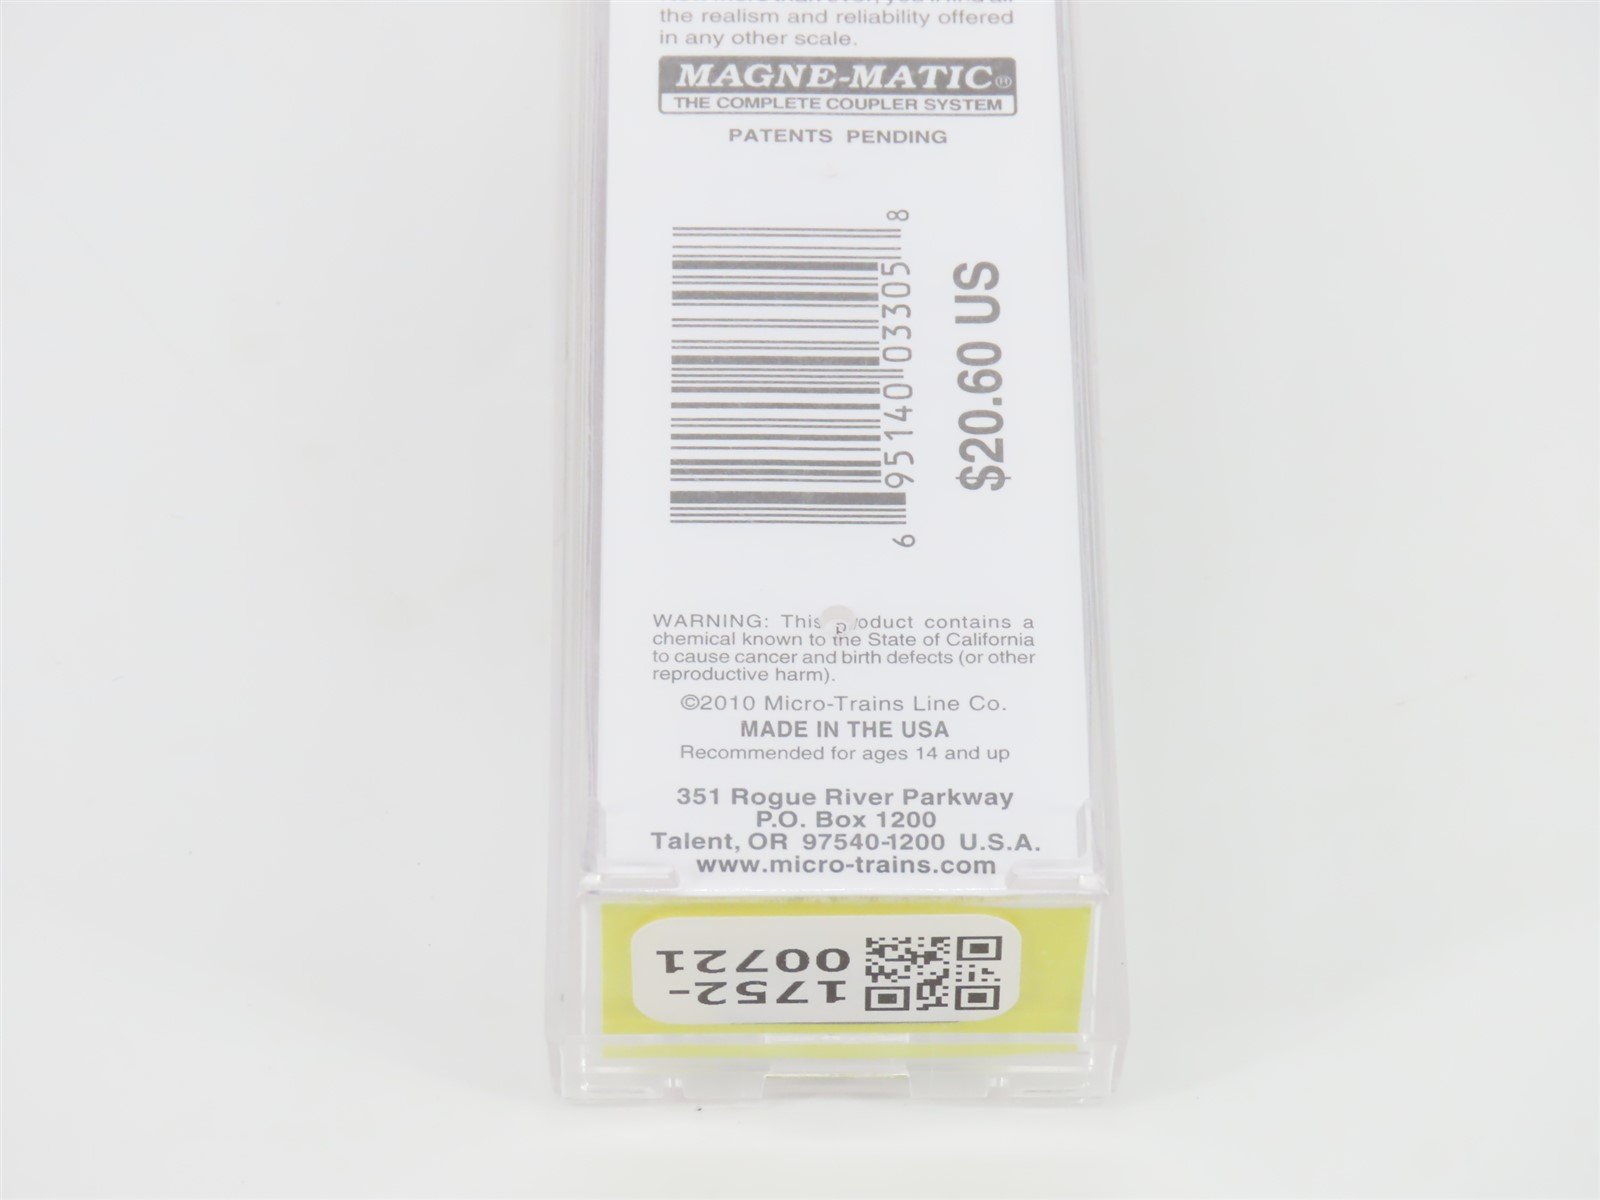 the realism and reliability offered
in any other scale.
MAGNE-MATIC®
THE COMPLETE COUPLER SYSTEM
PATENTS PENDING
6 95140 03305 8
$20.60 US
WARNING: This product contains a
chemical known to the State of California
to cause cancer and birth defects (or other
reproductive harm).
©2010 Micro-Trains Line Co.
MADE IN THE USA
Recommended for ages 14 and up
351 Rogue River Parkway
P.O. Box 1200
Talent, OR 97540-1200 U.S.A.
www.micro-trains.com
1752-
00721